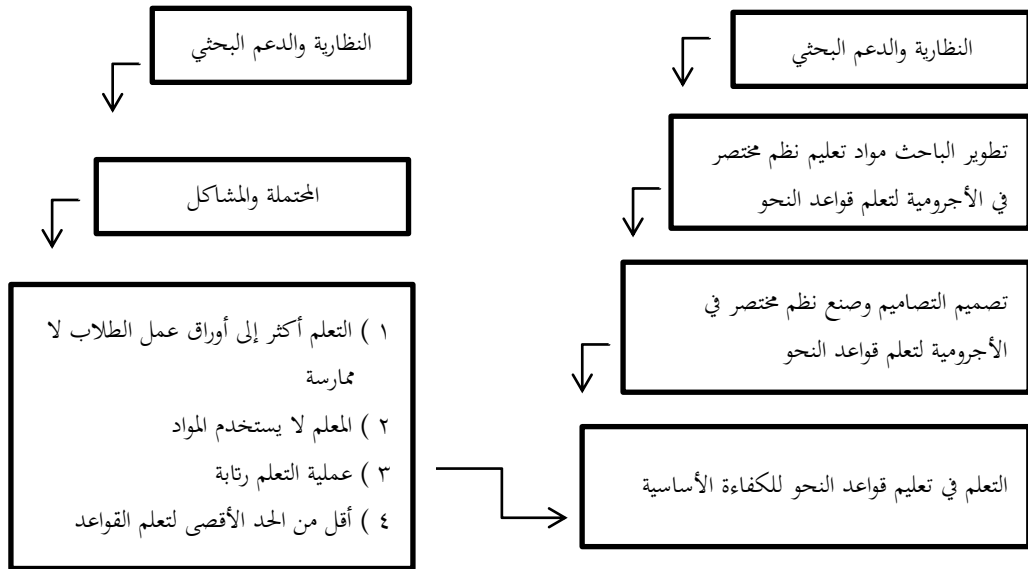 النظارية والدعم البحثي
تطوير الباحث مواد تعليم نظم مختصر
في الأجرومية لتعلم قواعد النحو
تصميم التصاميم وصنع نظم مختصر في
الأجرومية لتعلم قواعد النحو
التعلم في تعليم قواعد النحو للكفاءة الأساسية
النظارية والدعم البحثي
المحتملة والمشاكل
١ ) التعلم أكثر إلى أوراق عمل الطلاب لا
ممارسة
٢ ) المعلم لا يستخدم المواد
٣ ) عملية التعلم رتابة
٤ ) أقل من الحد الأقصى لتعلم القواعد